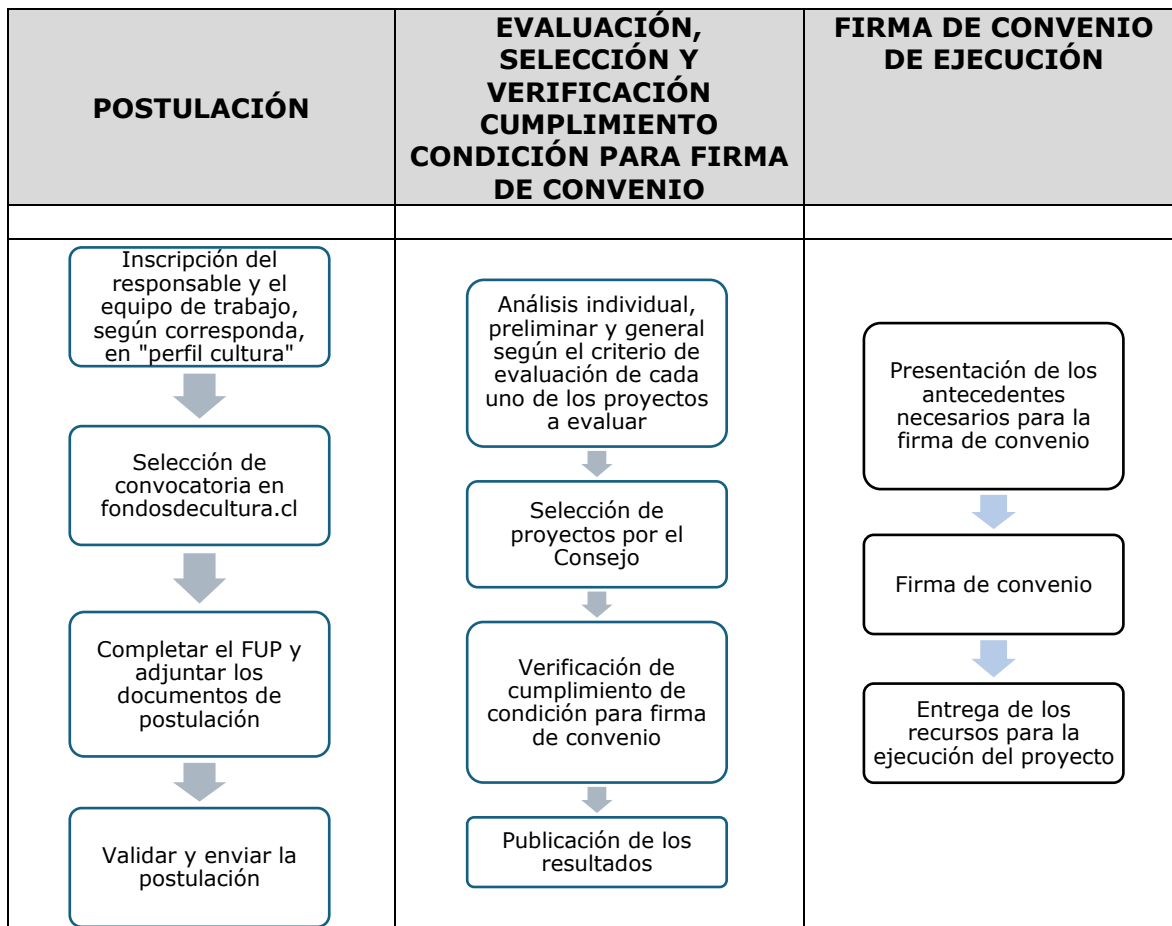 POSTULACIÓN
EVALUACIÓN,
SELECCIÓN Y
VERIFICACIÓN
CUMPLIMIENTO
CONDICIÓN PARA FIRMA
DE CONVENIO
FIRMA DE CONVENIO
DE EJECUCIÓN
Inscripción del
responsable y el
equipo de trabajo,
según corresponda,
en "perfil cultura"
Selección de
convocatoria en
fondosdecultura.cl
Completar el FUP y
adjuntar los
documentos de
postulación
Validar y enviar la
postulación
Análisis individual,
preliminar y general
según el criterio de
evaluación de cada
uno de los proyectos
a evaluar
Selección de
proyectos por el
Consejo
Verificación de
cumplimiento de
condición para firma
de convenio
Publicación de los
resultados
Presentación de los
antecedentes
necesarios para la
firma de convenio
Firma de convenio
Entrega de los
recursos para la
ejecución del proyecto